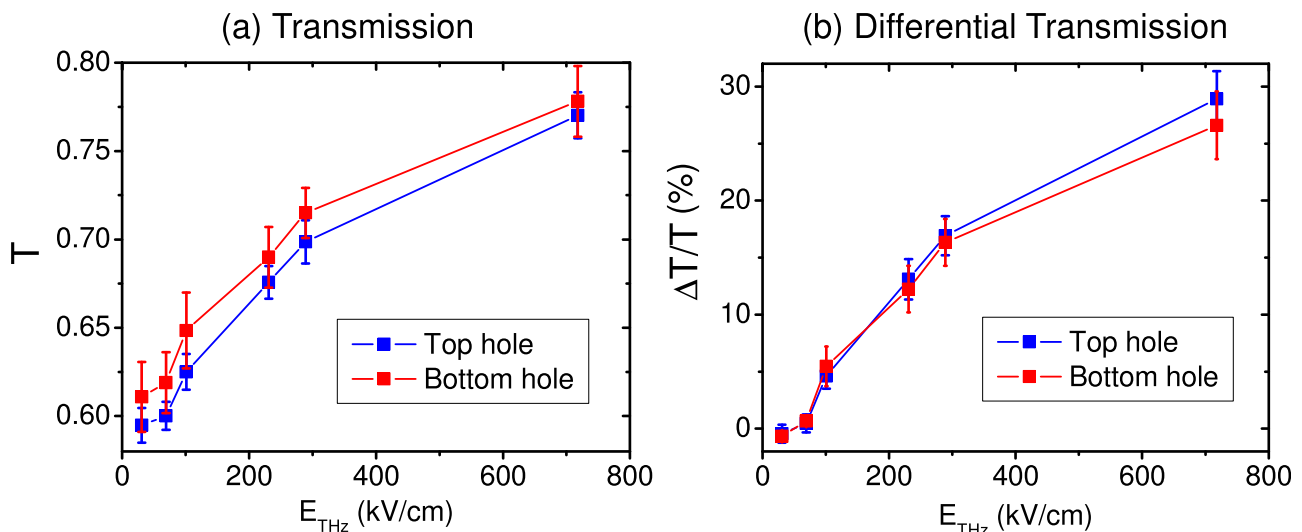 (a) Transmission
0.80
0.75
0.70
0.65
0.60
T
Top hole
Bottom hole
0 200 400 600 800
E_THz (kV/cm)
(b) Differential Transmission
30
20
10
0
ΔT/T (%)
Top hole
Bottom hole
0 200 400 600 800
E_THz (kV/cm)